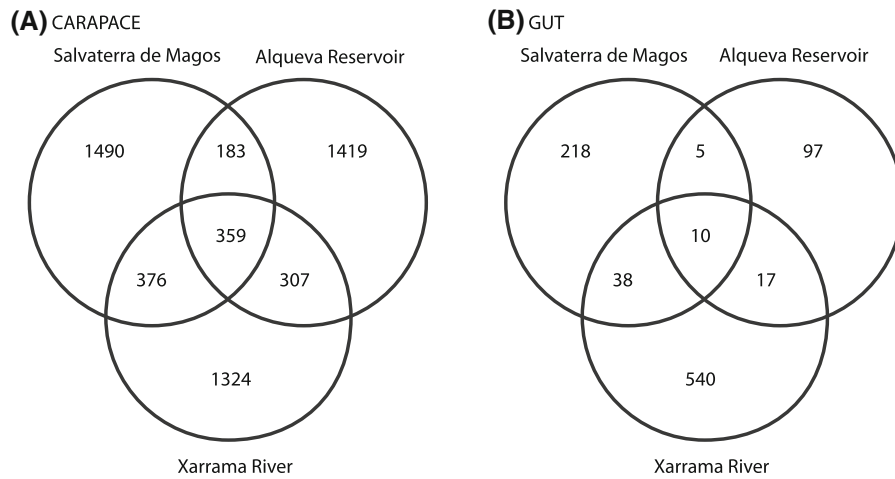 (A) CARAPACE
Salvaterra de Magos Alqueva Reservoir
1490 183 1419
359
376 307
1324
Xarrama River
(B) GUT
Salvaterra de Magos Alqueva Reservoir
218 5 97
10
38 17
540
Xarrama River